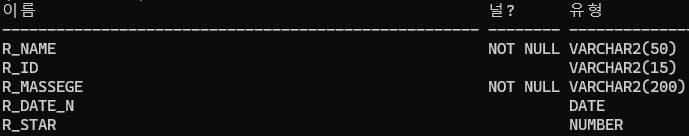 이름 널? 유형
----------------------------------------------------- -------- --------------
R_NAME NOT NULL VARCHAR2(50)
R_ID VARCHAR2(15)
R_MASSEGE NOT NULL VARCHAR2(200)
R_DATE_N DATE
R_STAR NUMBER